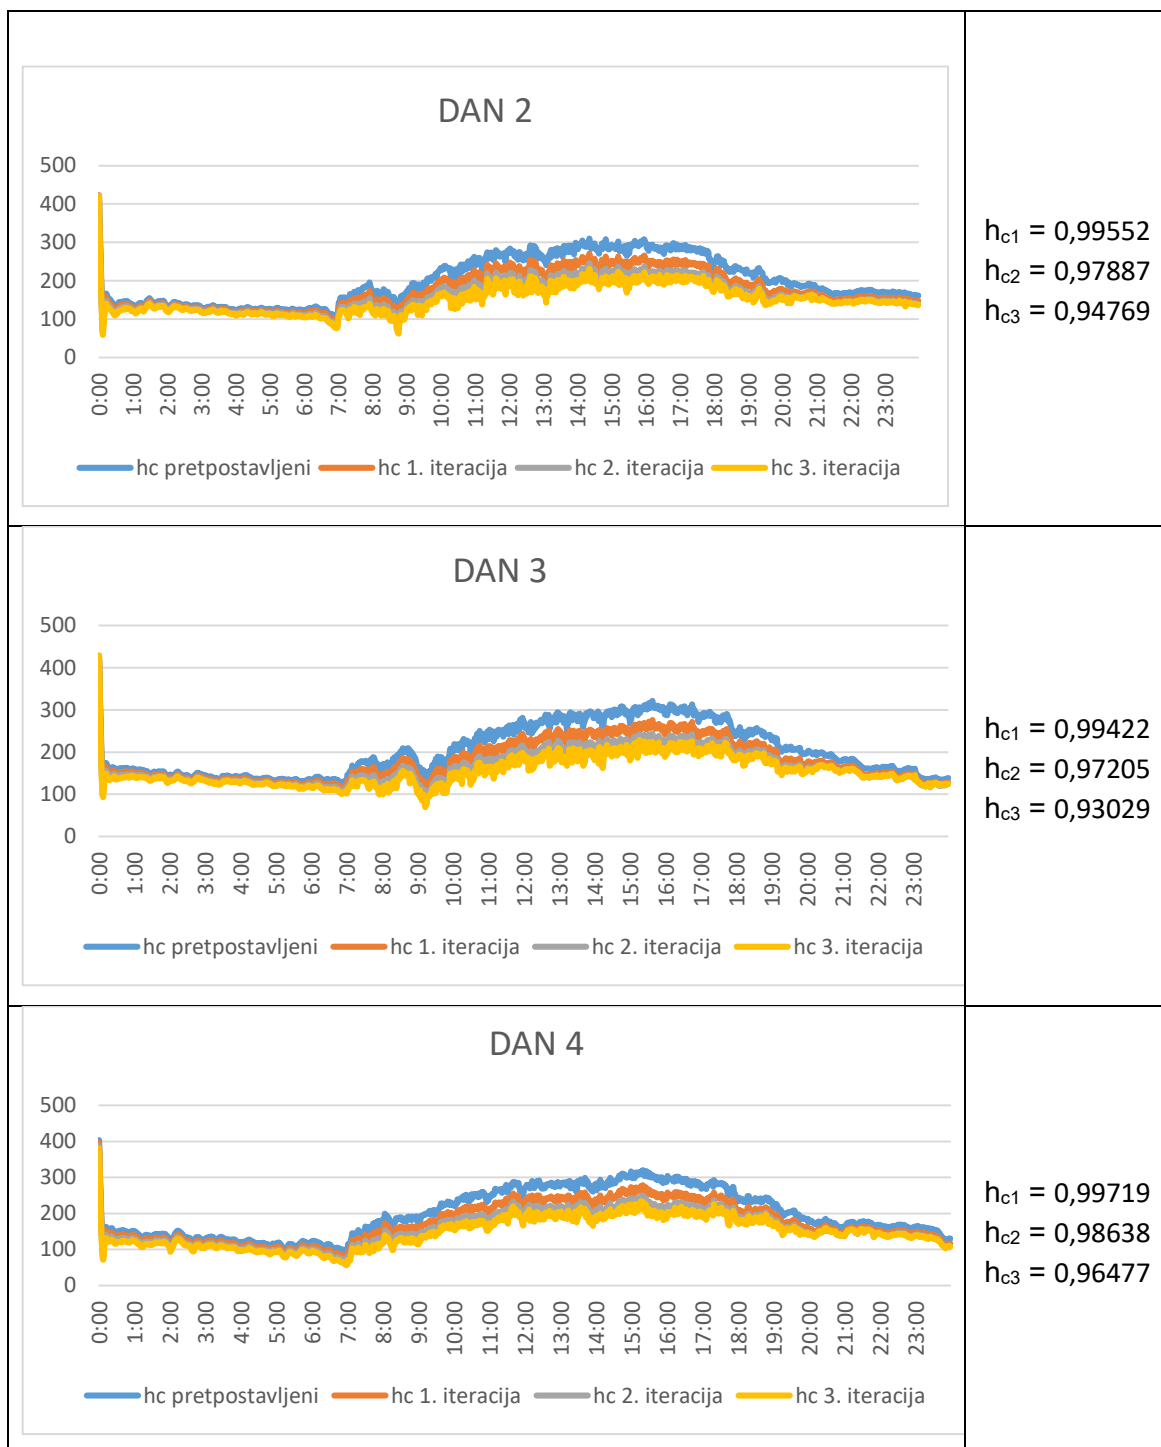 DAN 2
500
400
300
200
100
0
0:00 1:00 2:00 3:00 4:00 5:00 6:00 7:00 8:00 9:00 10:00 11:00 12:00 13:00 14:00 15:00 16:00 17:00 18:00 19:00 20:00 21:00 22:00 23:00
hc pretpostavljeni hc 1. iteracija hc 2. iteracija hc 3. iteracija
hc1 = 0,99552
hc2 = 0,97887
hc3 = 0,94769
DAN 3
500
400
300
200
100
0
0:00 1:00 2:00 3:00 4:00 5:00 6:00 7:00 8:00 9:00 10:00 11:00 12:00 13:00 14:00 15:00 16:00 17:00 18:00 19:00 20:00 21:00 22:00 23:00
hc pretpostavljeni hc 1. iteracija hc 2. iteracija hc 3. iteracija
hc1 = 0,99422
hc2 = 0,97205
hc3 = 0,93029
DAN 4
500
400
300
200
100
0
0:00 1:00 2:00 3:00 4:00 5:00 6:00 7:00 8:00 9:00 10:00 11:00 12:00 13:00 14:00 15:00 16:00 17:00 18:00 19:00 20:00 21:00 22:00 23:00
hc pretpostavljeni hc 1. iteracija hc 2. iteracija hc 3. iteracija
hc1 = 0,99719
hc2 = 0,98638
hc3 = 0,96477